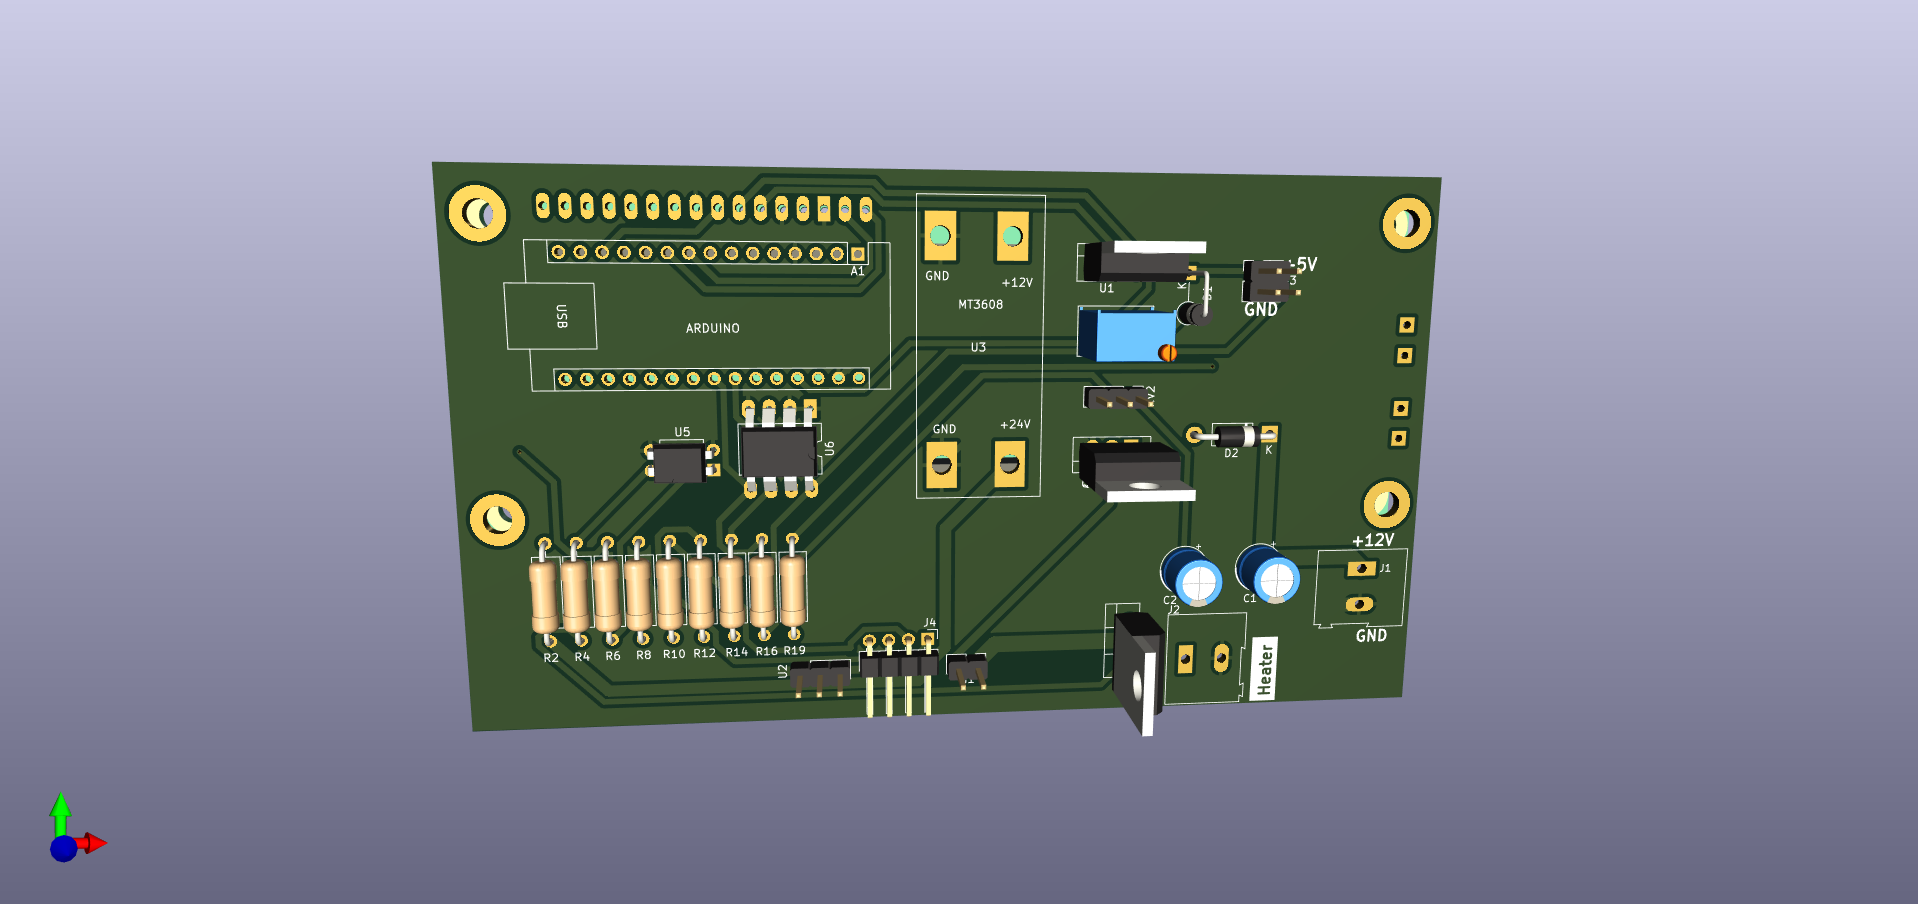 A1
USB
ARDUINO
GND
+12V
MT3608
U3
GND
+24V
U1
K
GND
U5
U6
D2
K
+12V
J1
GND
C2
C1
J2
Heater
J4
U2
R2
R4
R6
R8
R10
R12
R14
R16
R19